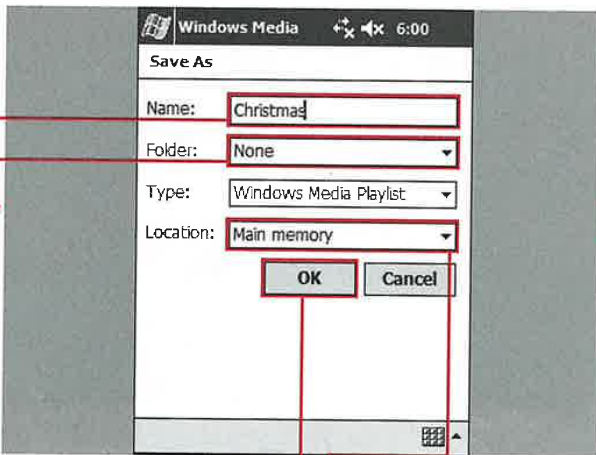 Windows Media 6:00
Save As
Name: Christmas
Folder: None
Type: Windows Media Playlist
Location: Main memory
OK Cancel